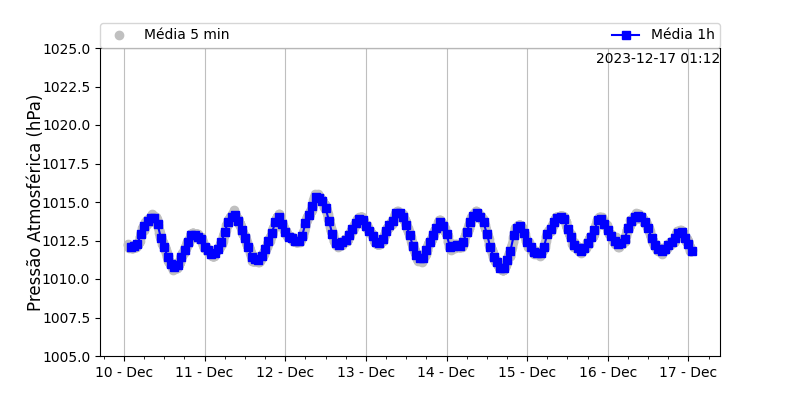 Média 5 min
Média 1h
2023-12-17 01:12
Pressão Atmosférica (hPa)
1025.0
1022.5
1020.0
1017.5
1015.0
1012.5
1010.0
1007.5
1005.0
10 - Dec
11 - Dec
12 - Dec
13 - Dec
14 - Dec
15 - Dec
16 - Dec
17 - Dec